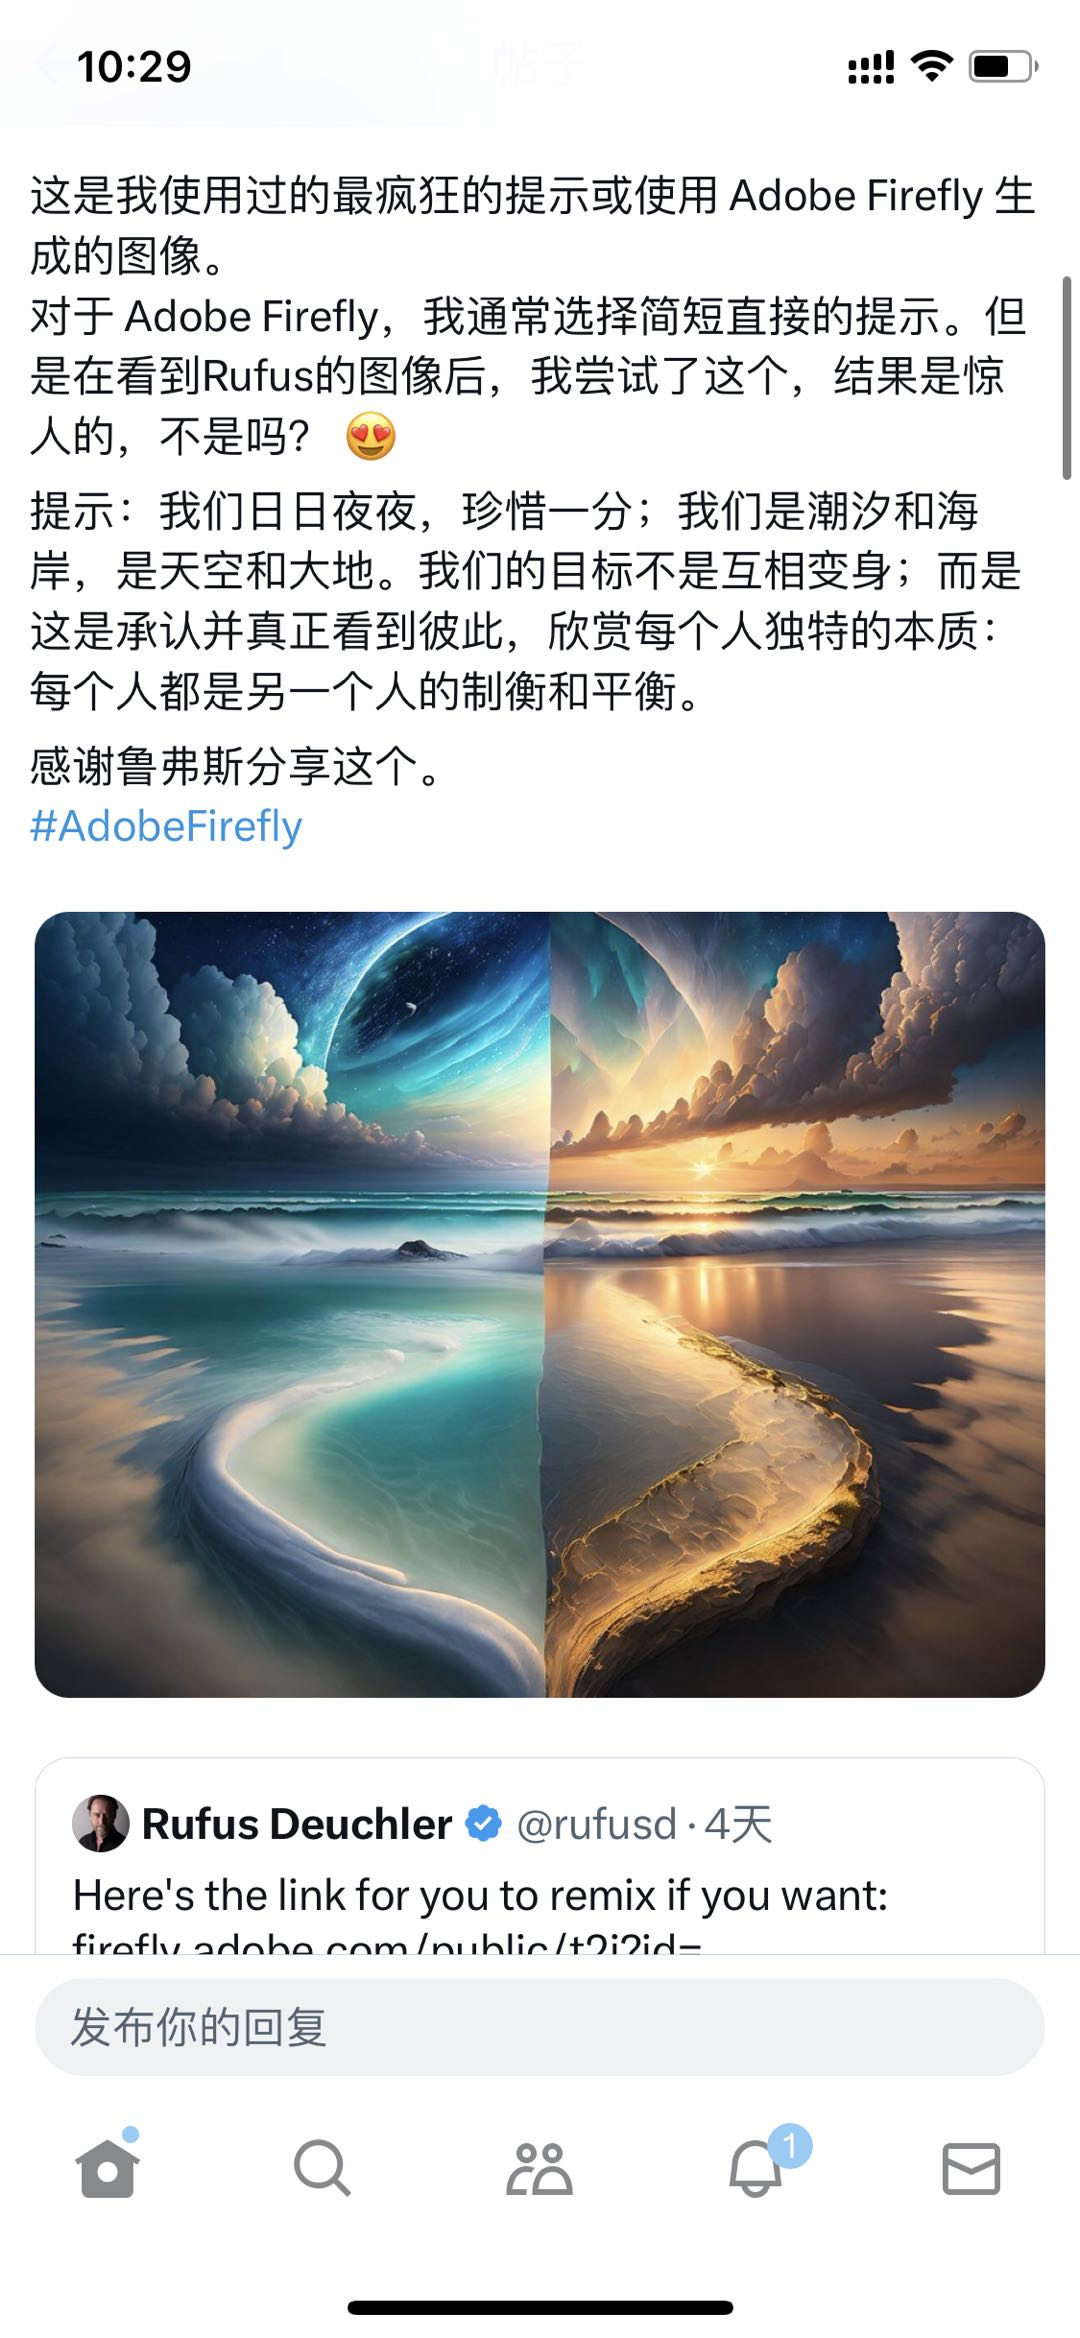 10:29
帖子
这是我使用过的最疯狂的提示或使用 Adobe Firefly 生
成的图像。
对于 Adobe Firefly，我通常选择简短直接的提示。但
是在看到Rufus的图像后，我尝试了这个，结果是惊
人的，不是吗？ 😍
提示：我们日日夜夜，珍惜一分；我们是潮汐和海
岸，是天空和大地。我们的目标不是互相变身；而是
这是承认并真正看到彼此，欣赏每个人独特的本质：
每个人都是另一个人的制衡和平衡。
感谢鲁弗斯分享这个。
#AdobeFirefly
Rufus Deuchler @rufusd · 4天
Here's the link for you to remix if you want:
firefly.adobe.com/public/t2i?id=
发布你的回复
1